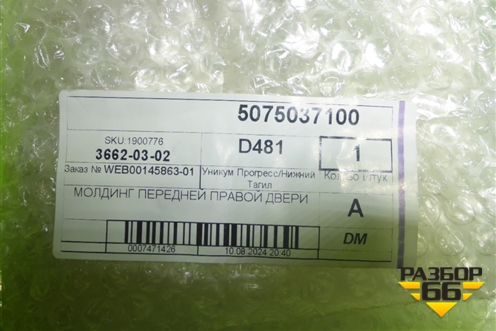 5075037100
SKU 1900776
3662-03-02
D481
1
Заказ № WEB00145863-01
Уникум Прогресс/Нижний
Тагил
Кол-во штук
МОЛДИНГ ПЕРЕДНЕЙ ПРАВОЙ ДВЕРИ
A
DM
0007471426
10.08.2024 20:40
РАЗБОР
66